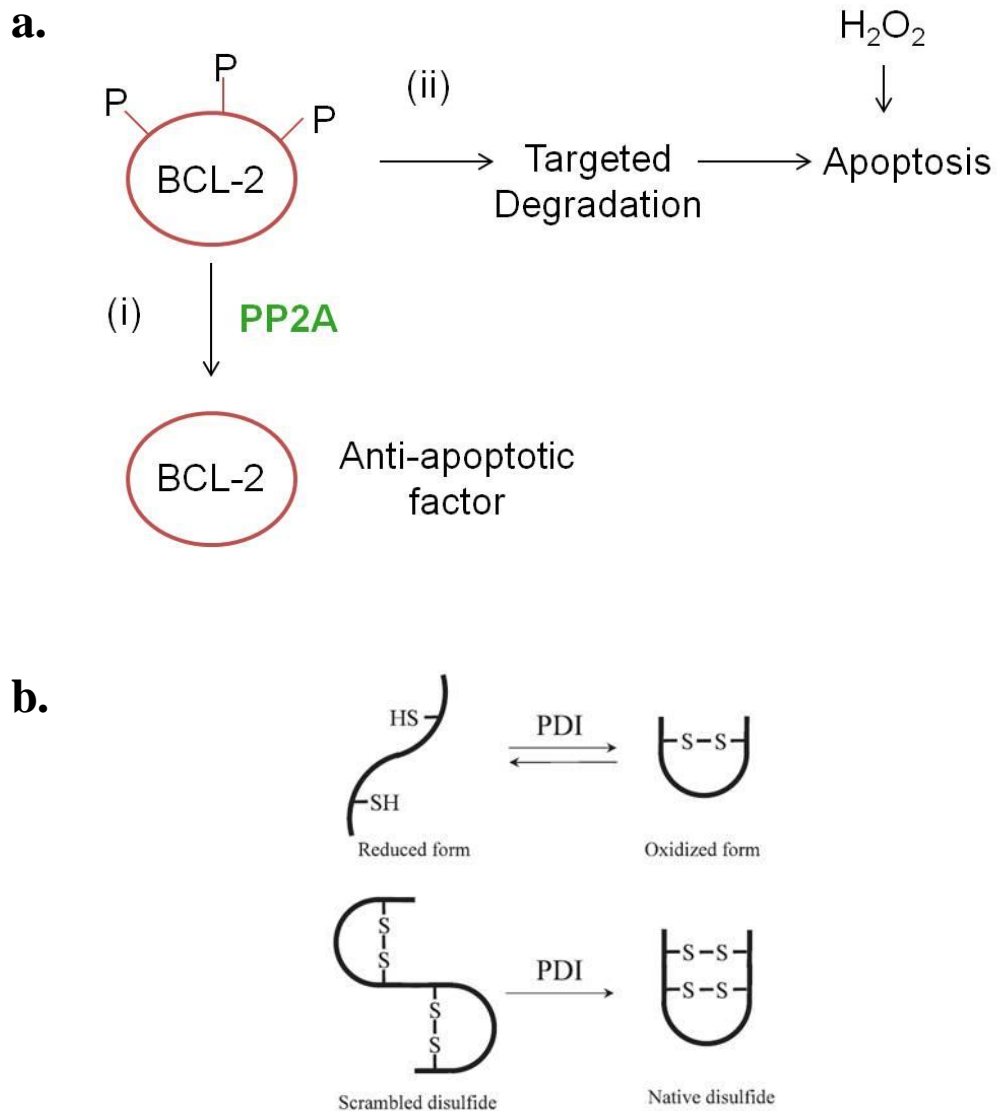 a.
H₂O₂
P
P
P
(ii)
BCL-2
Targeted
Degradation
Apoptosis
(i)
PP2A
BCL-2
Anti-apoptotic
factor
b.
HS
PDI
S-S
SH
Reduced form
Oxidized form
S
S
S
S
PDI
S-S
S-S
Scrambled disulfide
Native disulfide